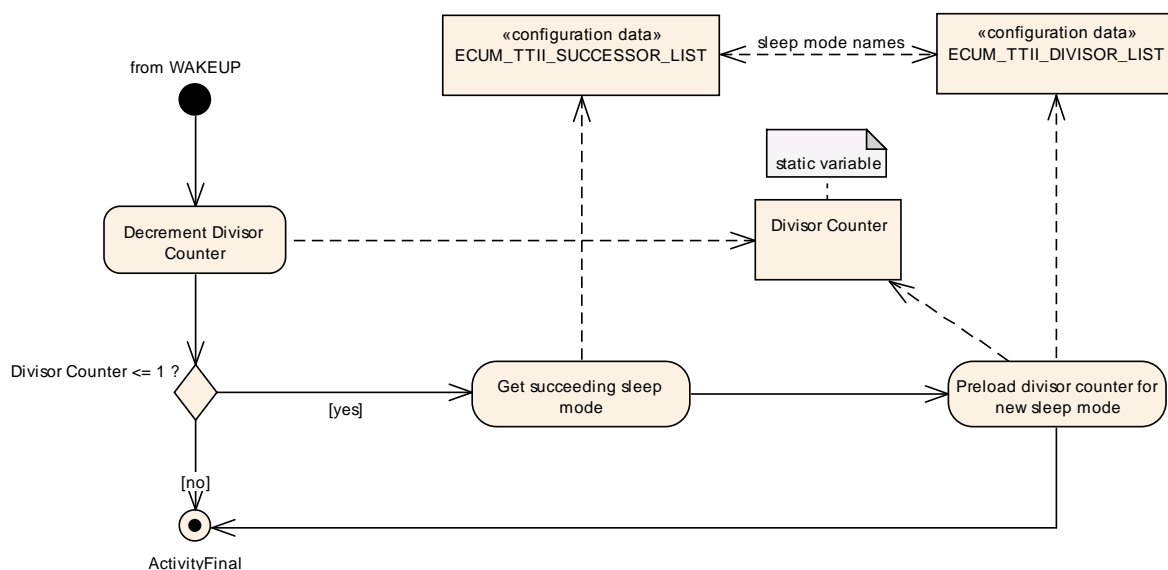 «configuration data»
ECUM_TTII_SUCCESSOR_LIST
sleep mode names
«configuration data»
ECUM_TTII_DIVISOR_LIST
from WAKEUP
static variable
Decrement Divisor
Counter
Divisor Counter
Divisor Counter <= 1 ?
[yes]
Get succeeding sleep
mode
Preload divisor counter for
new sleep mode
[no]
ActivityFinal